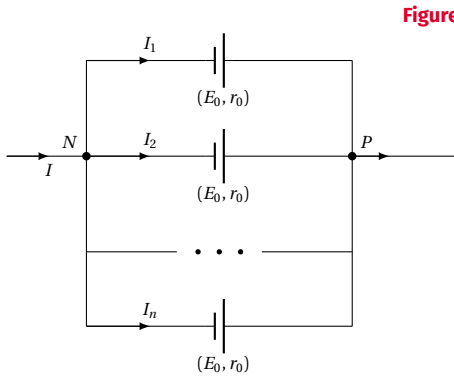 Figure
I₁
(E₀, r₀)
N
I₂
P
I
(E₀, r₀)
Iₙ
(E₀, r₀)